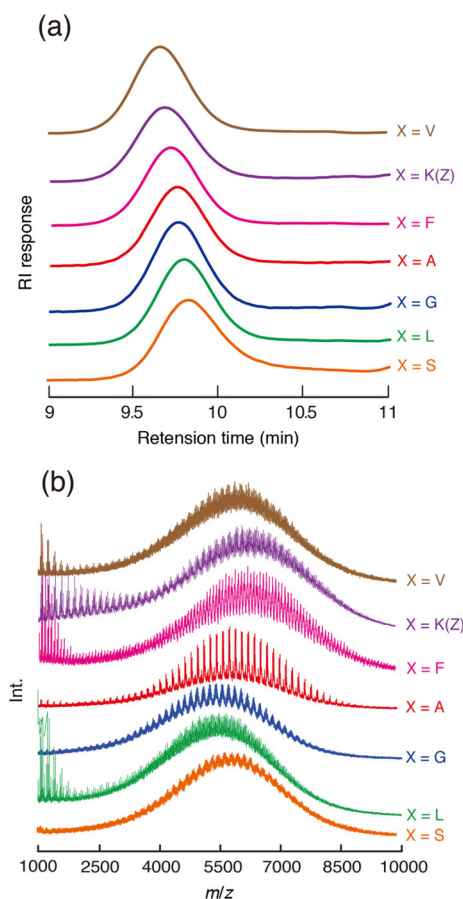 (a)
RI response
X = V
X = K(Z)
X = F
X = A
X = G
X = L
X = S
9 9.5 10 10.5 11
Retension time (min)
(b)
Int.
X = V
X = K(Z)
X = F
X = A
X = G
X = L
X = S
1000 2500 4000 5500 7000 8500 10000
m/z